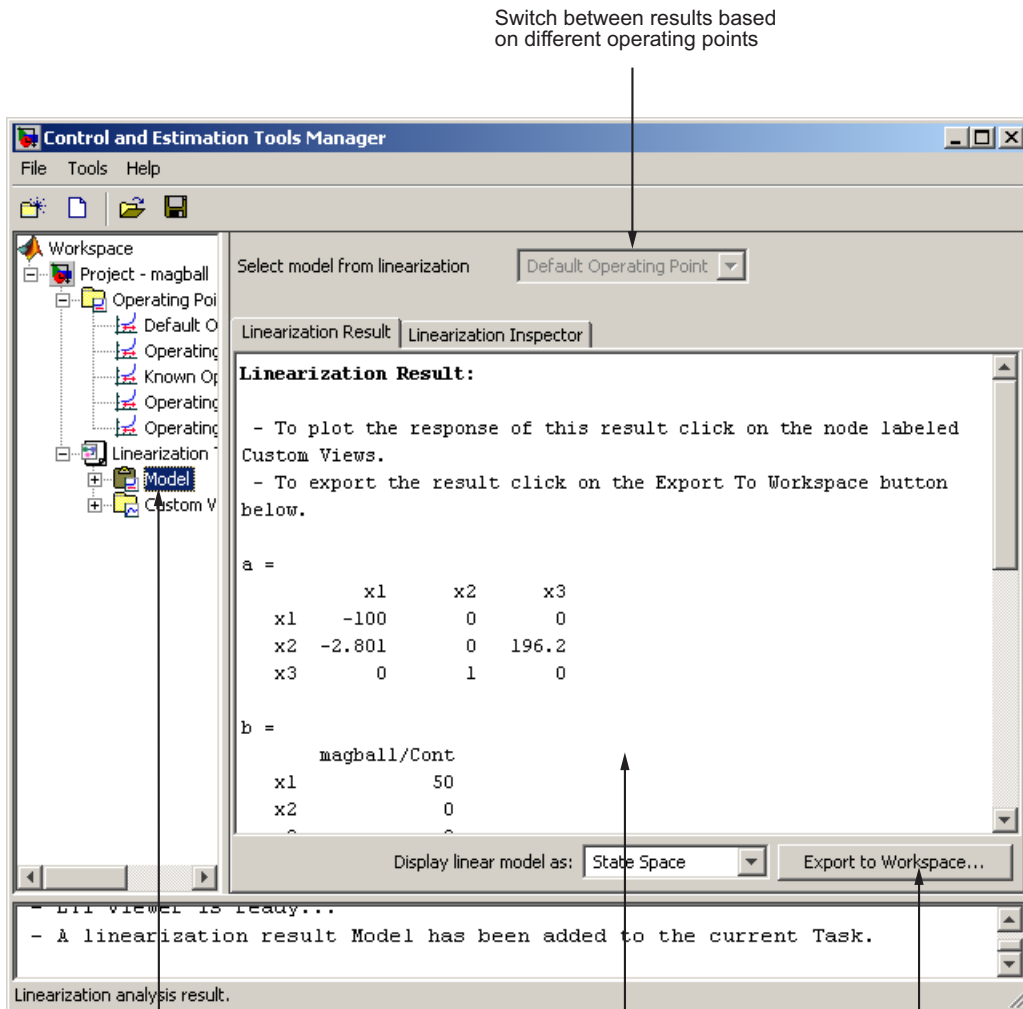 Switch between results based
on different operating points
Control and Estimation Tools Manager
File Tools Help
Workspace
Project - magball
Operating Poi
Default O
Operating
Known Op
Operating
Operating
Linearization T
Model
Custom V
Select model from linearization Default Operating Point
Linearization Result Linearization Inspector
Linearization Result:
- To plot the response of this result click on the node labeled
Custom Views.
- To export the result click on the Export To Workspace button
below.
a =
x1 x2 x3
x1 -100 0 0
x2 -2.801 0 196.2
x3 0 1 0
b =
magball/Cont
x1 50
x2 0
Display linear model as: State Space Export to Workspace...
- LTI Viewer is ready...
- A linearization result Model has been added to the current Task.
Linearization analysis result.